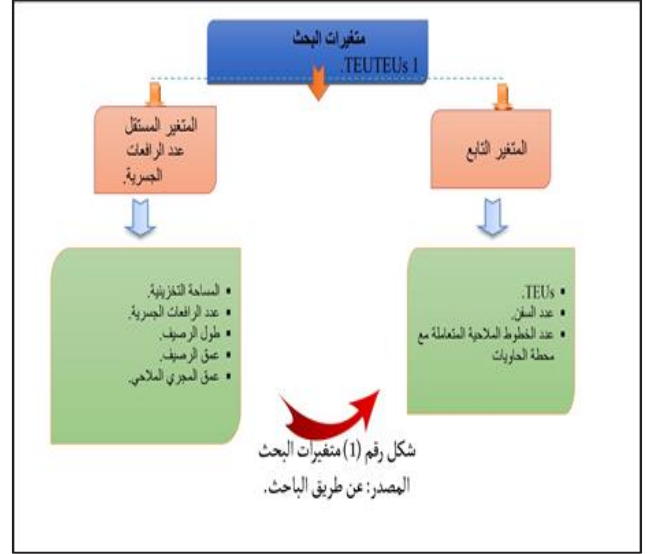 متغيرات البحث
TEUTEUs 1.
المتغير المستقل
عدد الرافعات
الجسرية.
المتغير التابع
▪ المساحة التخزينية.
▪ عدد الرافعات الجسرية.
▪ طول الرصيف.
▪ عمق الرصيف.
▪ عمق المجري الملاحي.
▪ TEUs.
▪ عدد السفن.
▪ عدد الخطوط الملاحية المتعاملة مع
محطة الحاويات
شكل رقم (1) متغيرات البحث
المصدر: عن طريق الباحث.